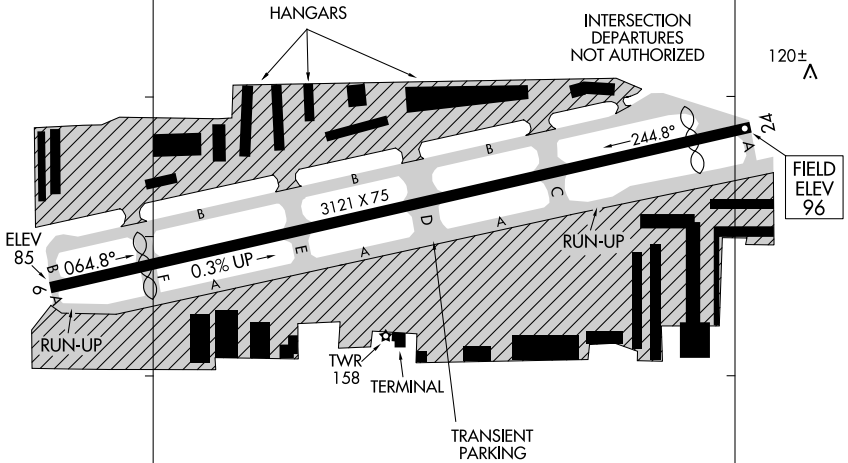 HANGARS
INTERSECTION
DEPARTURES
NOT AUTHORIZED
120±
24
244.8°
A
B
FIELD
ELEV
96
B
3121 X 75
C
B
D
A
RUN-UP
ELEV
85
B
064.8°
0.3% UP
E
A
F
A
6
A
RUN-UP
TWR
158
TERMINAL
TRANSIENT
PARKING